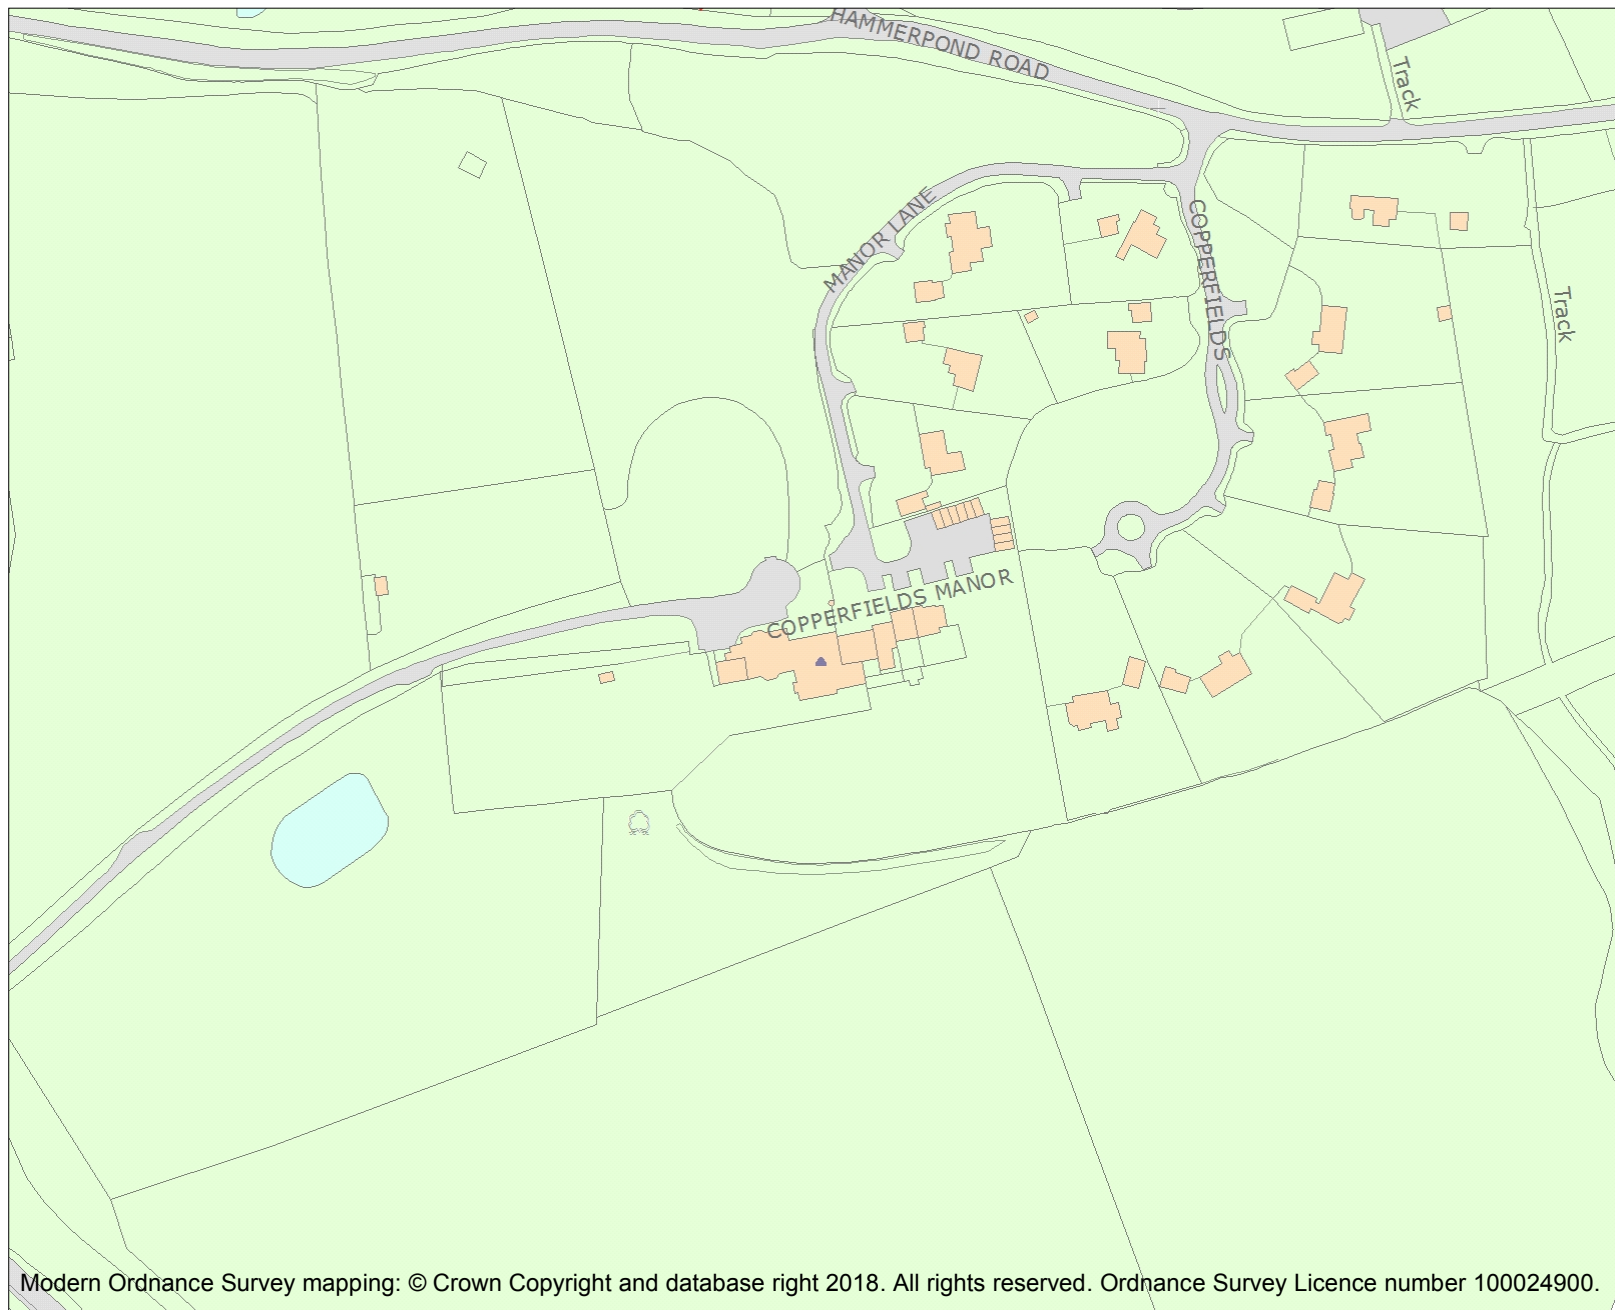 HAMMERPOND ROAD
Track
MANOR LANE
COPPERFIELDS
Track
COPPERFIELDS MANOR
Modern Ordnance Survey mapping: © Crown Copyright and database right 2018. All rights reserved. Ordnance Survey Licence number 100024900.